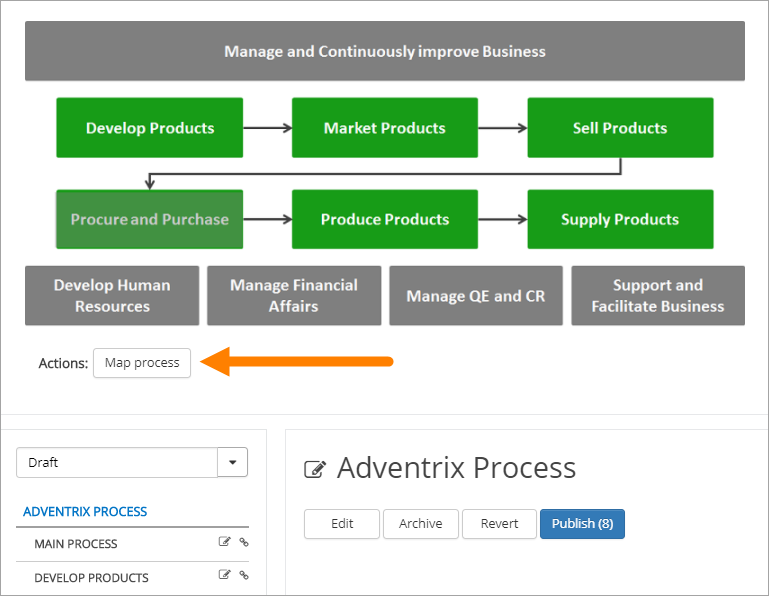 Manage and Continuously improve Business
Develop Products
Market Products
Sell Products
Procure and Purchase
Produce Products
Supply Products
Develop Human
Resources
Manage Financial
Affairs
Manage QE and CR
Support and
Facilitate Business
Actions:
Map process
Draft
Adventrix Process
ADVENTRIX PROCESS
Edit
Archive
Revert
Publish (8)
MAIN PROCESS
DEVELOP PRODUCTS